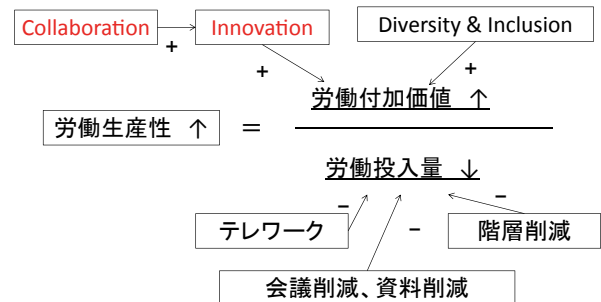 Collaboration
Innovation
Diversity & Inclusion
+
+
+
労働付加価値 ↑
労働生産性 ↑
=
労働投入量 ↓
−
−
−
テレワーク
階層削減
会議削減、資料削減